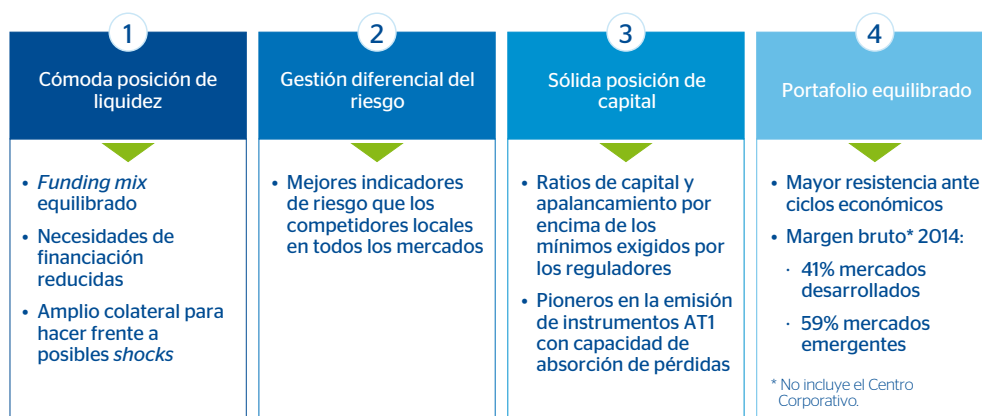 1
Cómoda posición de
liquidez
• Funding mix
equilibrado
• Necesidades de
financiación
reducidas
• Amplio colateral para
hacer frente a
posibles shocks
2
Gestión diferencial del
riesgo
• Mejores indicadores
de riesgo que los
competidores locales
en todos los mercados
3
Sólida posición de
capital
• Ratios de capital y
apalancamiento por
encima de los
mínimos exigidos por
los reguladores
• Pioneros en la emisión
de instrumentos AT1
con capacidad de
absorción de pérdidas
4
Portafolio equilibrado
• Mayor resistencia ante
ciclos económicos
• Margen bruto* 2014:
· 41% mercados
desarrollados
· 59% mercados
emergentes
* No incluye el Centro
Corporativo.